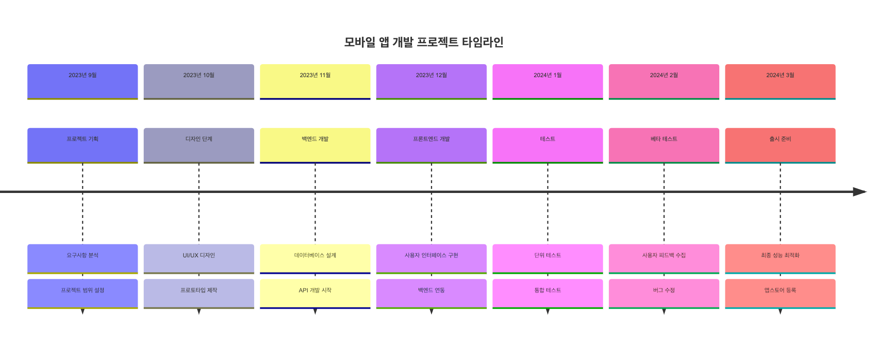 모바일 앱 개발 프로젝트 타임라인
2023년 9월
2023년 10월
2023년 11월
2023년 12월
2024년 1월
2024년 2월
2024년 3월
프로젝트 기획
디자인 단계
백엔드 개발
프론트엔드 개발
테스트
베타 테스트
출시 준비
요구사항 분석
UI/UX 디자인
데이터베이스 설계
사용자 인터페이스 구현
단위 테스트
사용자 피드백 수집
최종 성능 최적화
프로젝트 범위 설정
프로토타입 제작
API 개발 시작
백엔드 연동
통합 테스트
버그 수정
앱스토어 등록